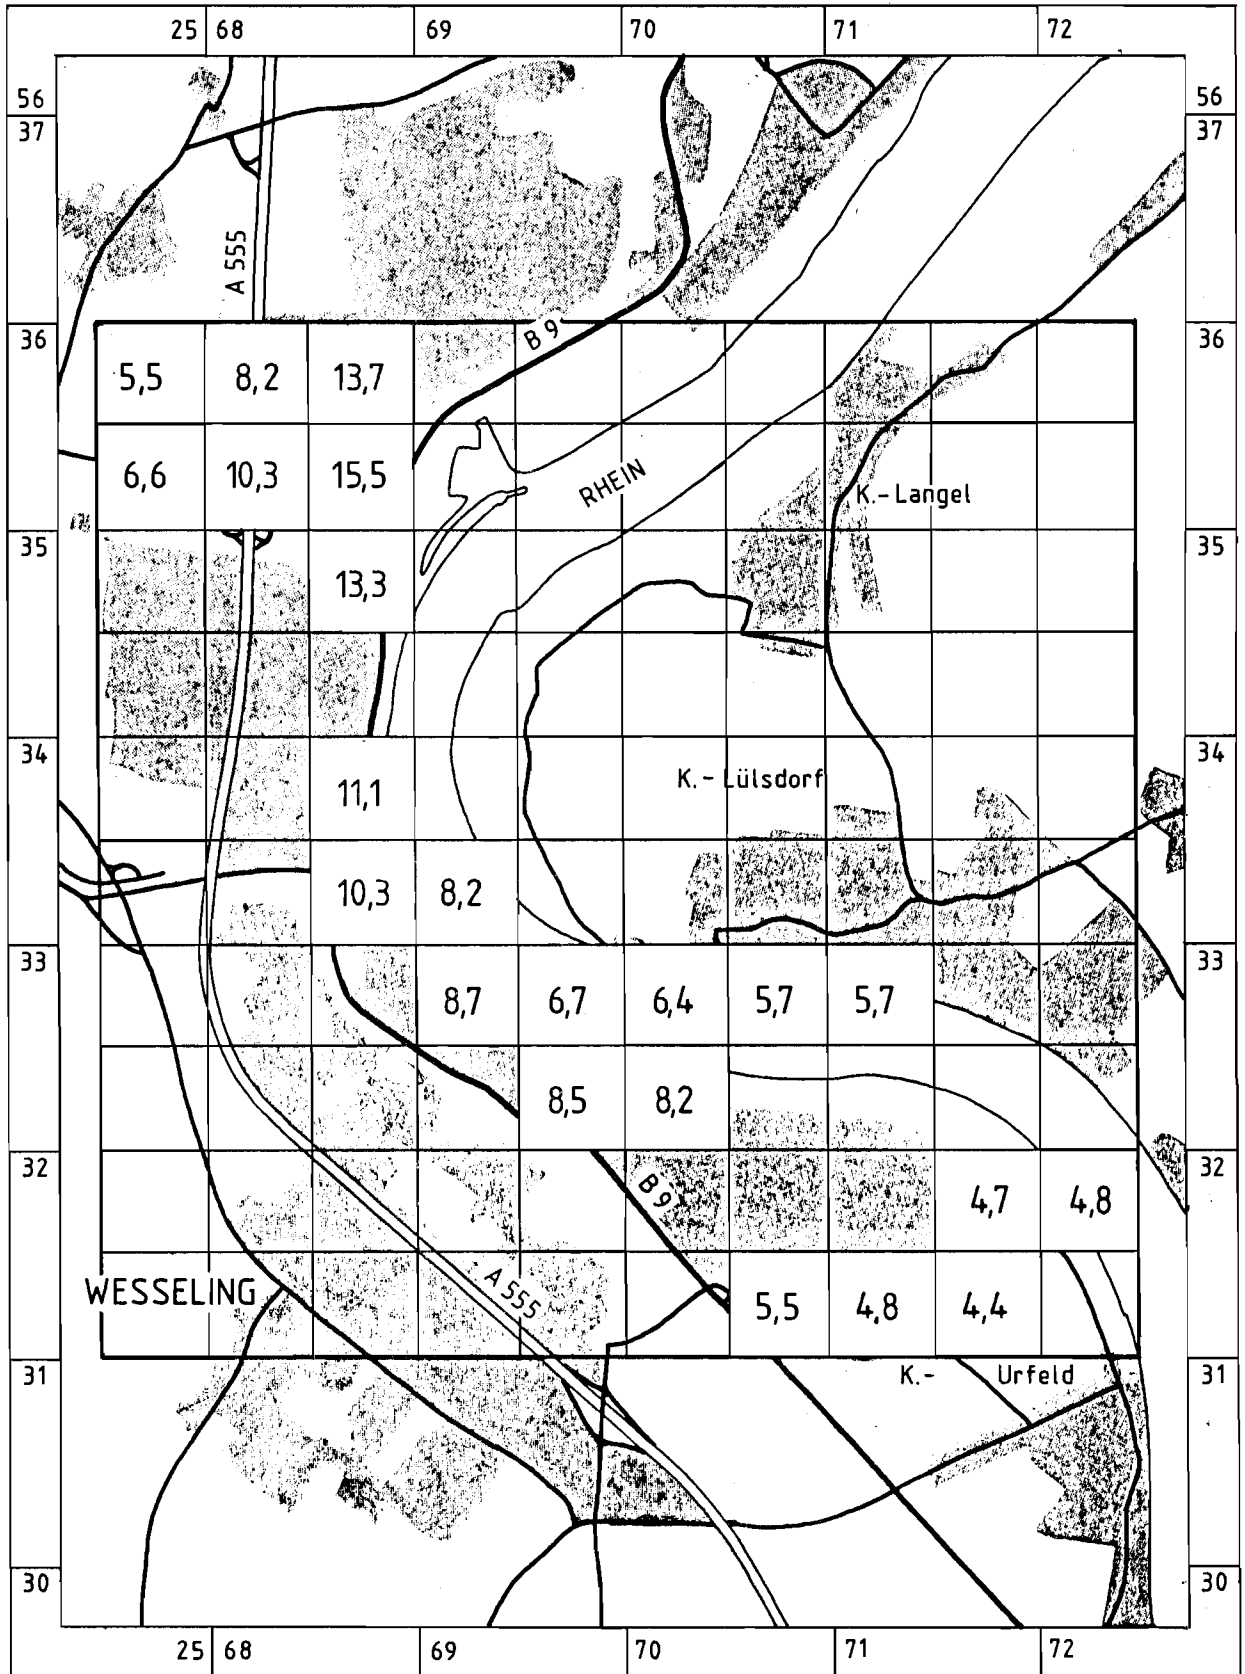 25 68 69 70 71 72
56 56
37 37
A 555
B 9
36 36
5,5 8,2 13,7
6,6 10,3 15,5
RHEIN
K.-Langel
35 35
13,3
34 34
11,1
K.-Lülsdorf
10,3 8,2
33 33
8,7 6,7 6,4 5,7 5,7
8,5 8,2
32 32
B 9
4,7 4,8
WESSELING
A 555
5,5 4,8 4,4
31 31
K.- Urfeld
30 30
25 68 69 70 71 72